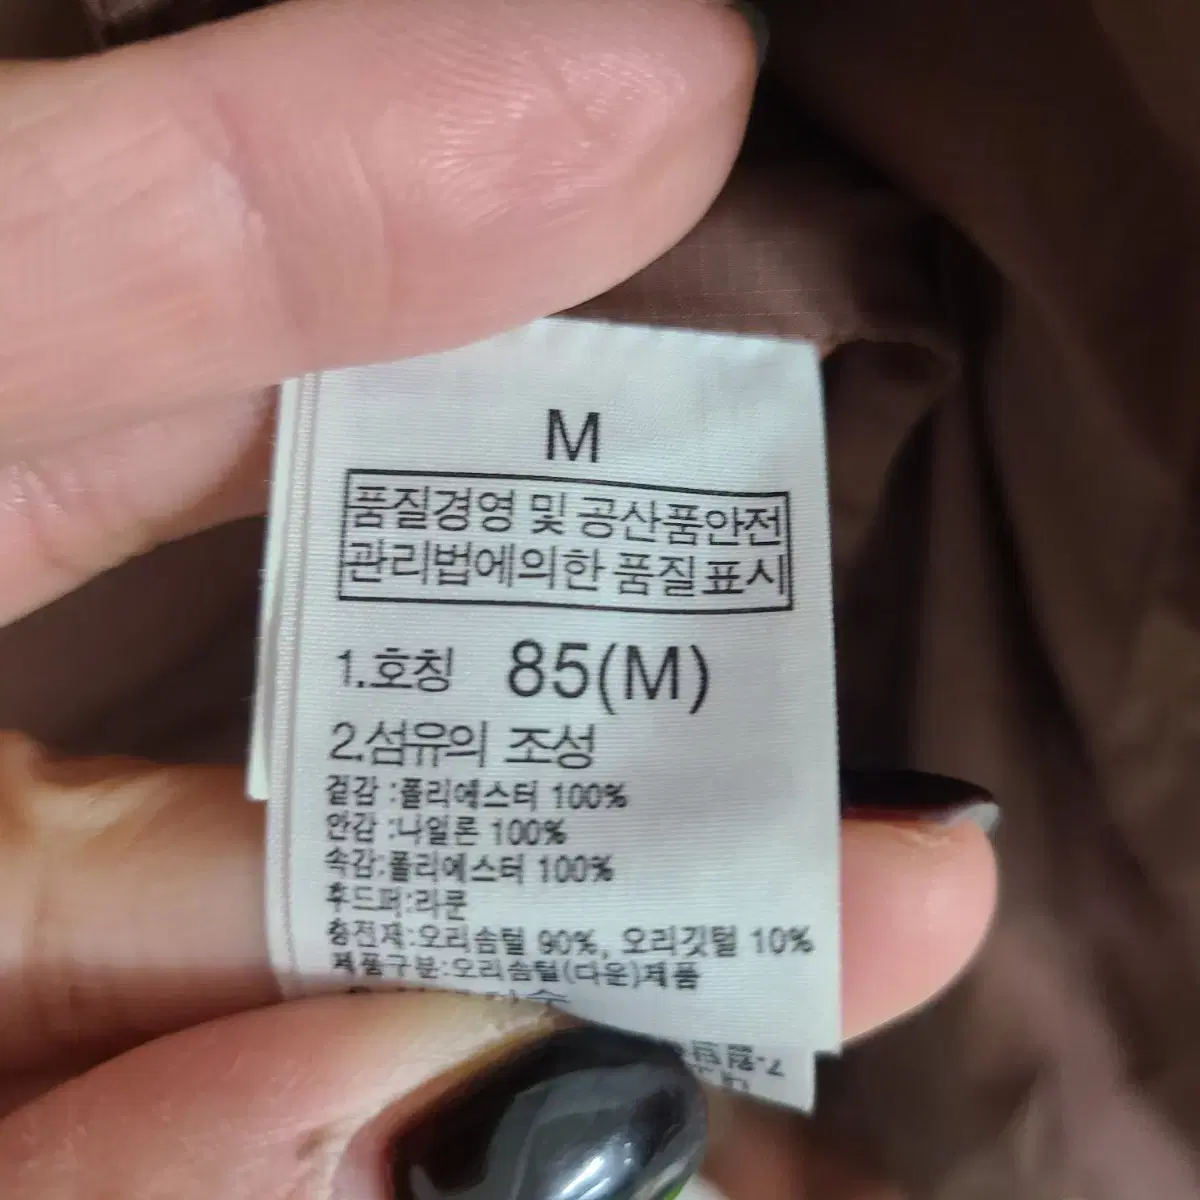 M
품질경영 및 공산품안전
관리법에의한 품질표시
1.호칭 85(M)
2.섬유의 조성
겉감 :폴리에스터 100%
안감 :나일론 100%
속감:폴리에스터 100%
후드퍼:라쿤
충전재:오리솜털 90%, 오리깃털 10%
제품구분:오리솜털(다운)제품